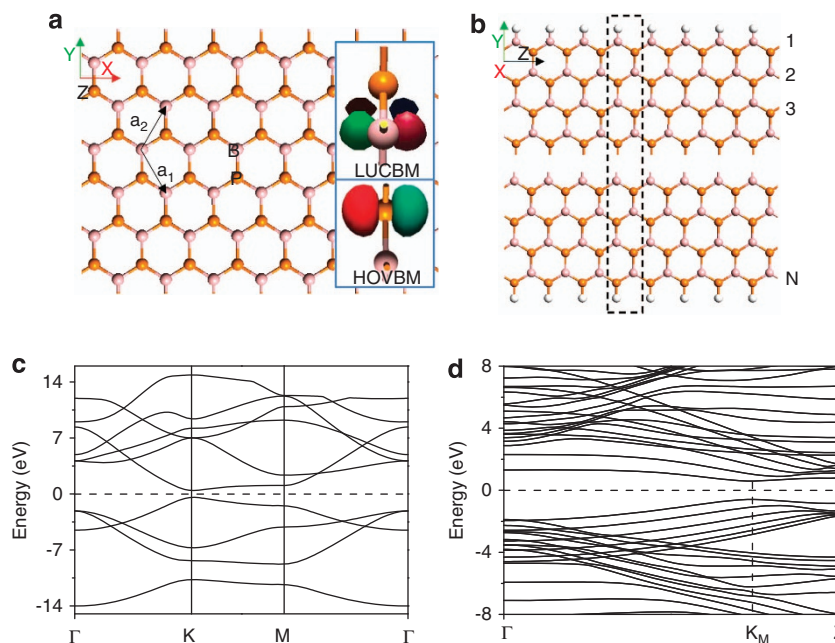 a
Y
X
Z
a2
a1
B
P
LUCBM
HOVBM
b
Y
Z
X
1
2
3
N
c
Energy (eV)
14
7
0
-7
-14
Γ K M Γ
d
Energy (eV)
8
4
0
-4
-8
Γ KM